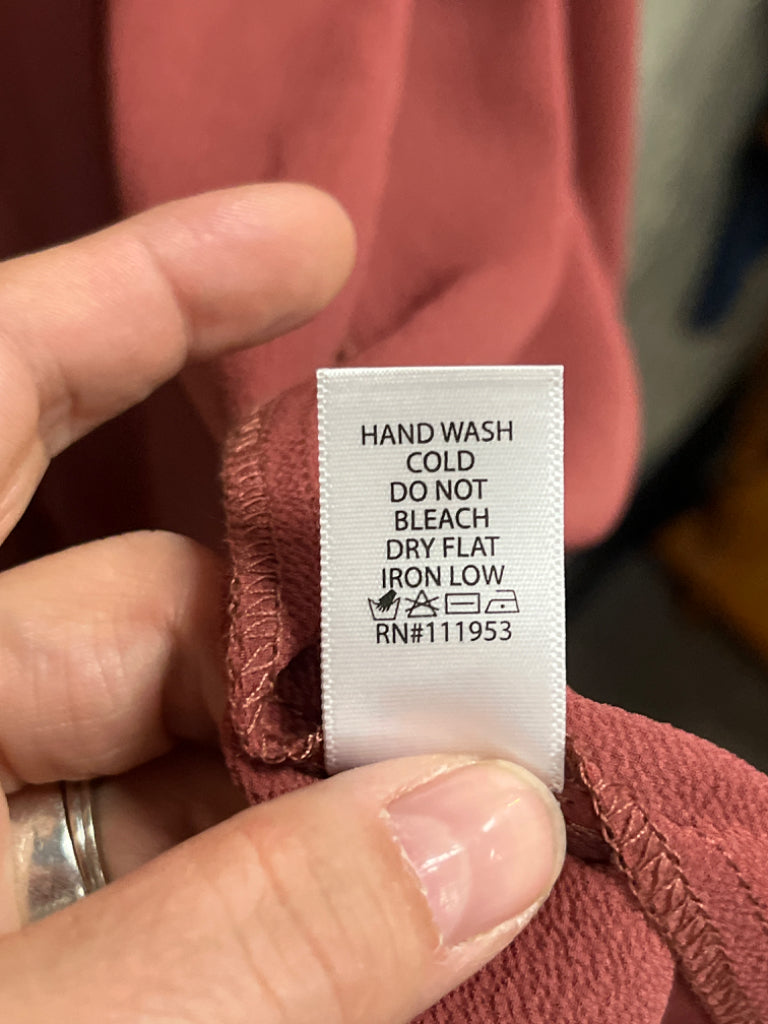 HAND WASH
COLD
DO NOT
BLEACH
DRY FLAT
IRON LOW
RN#111953